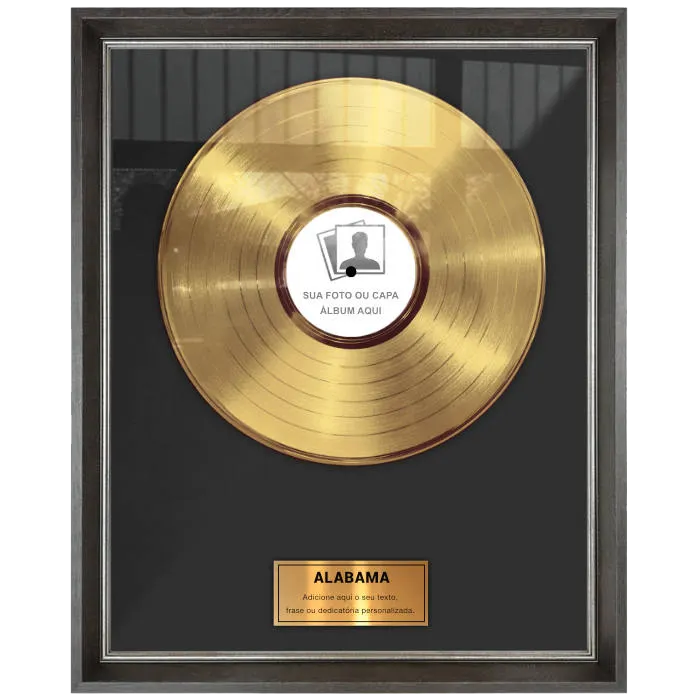 SUA FOTO OU CAPA
ÁLBUM AQUI
ALABAMA
Adicione aqui o seu texto,
frase ou dedicatória personalizada.